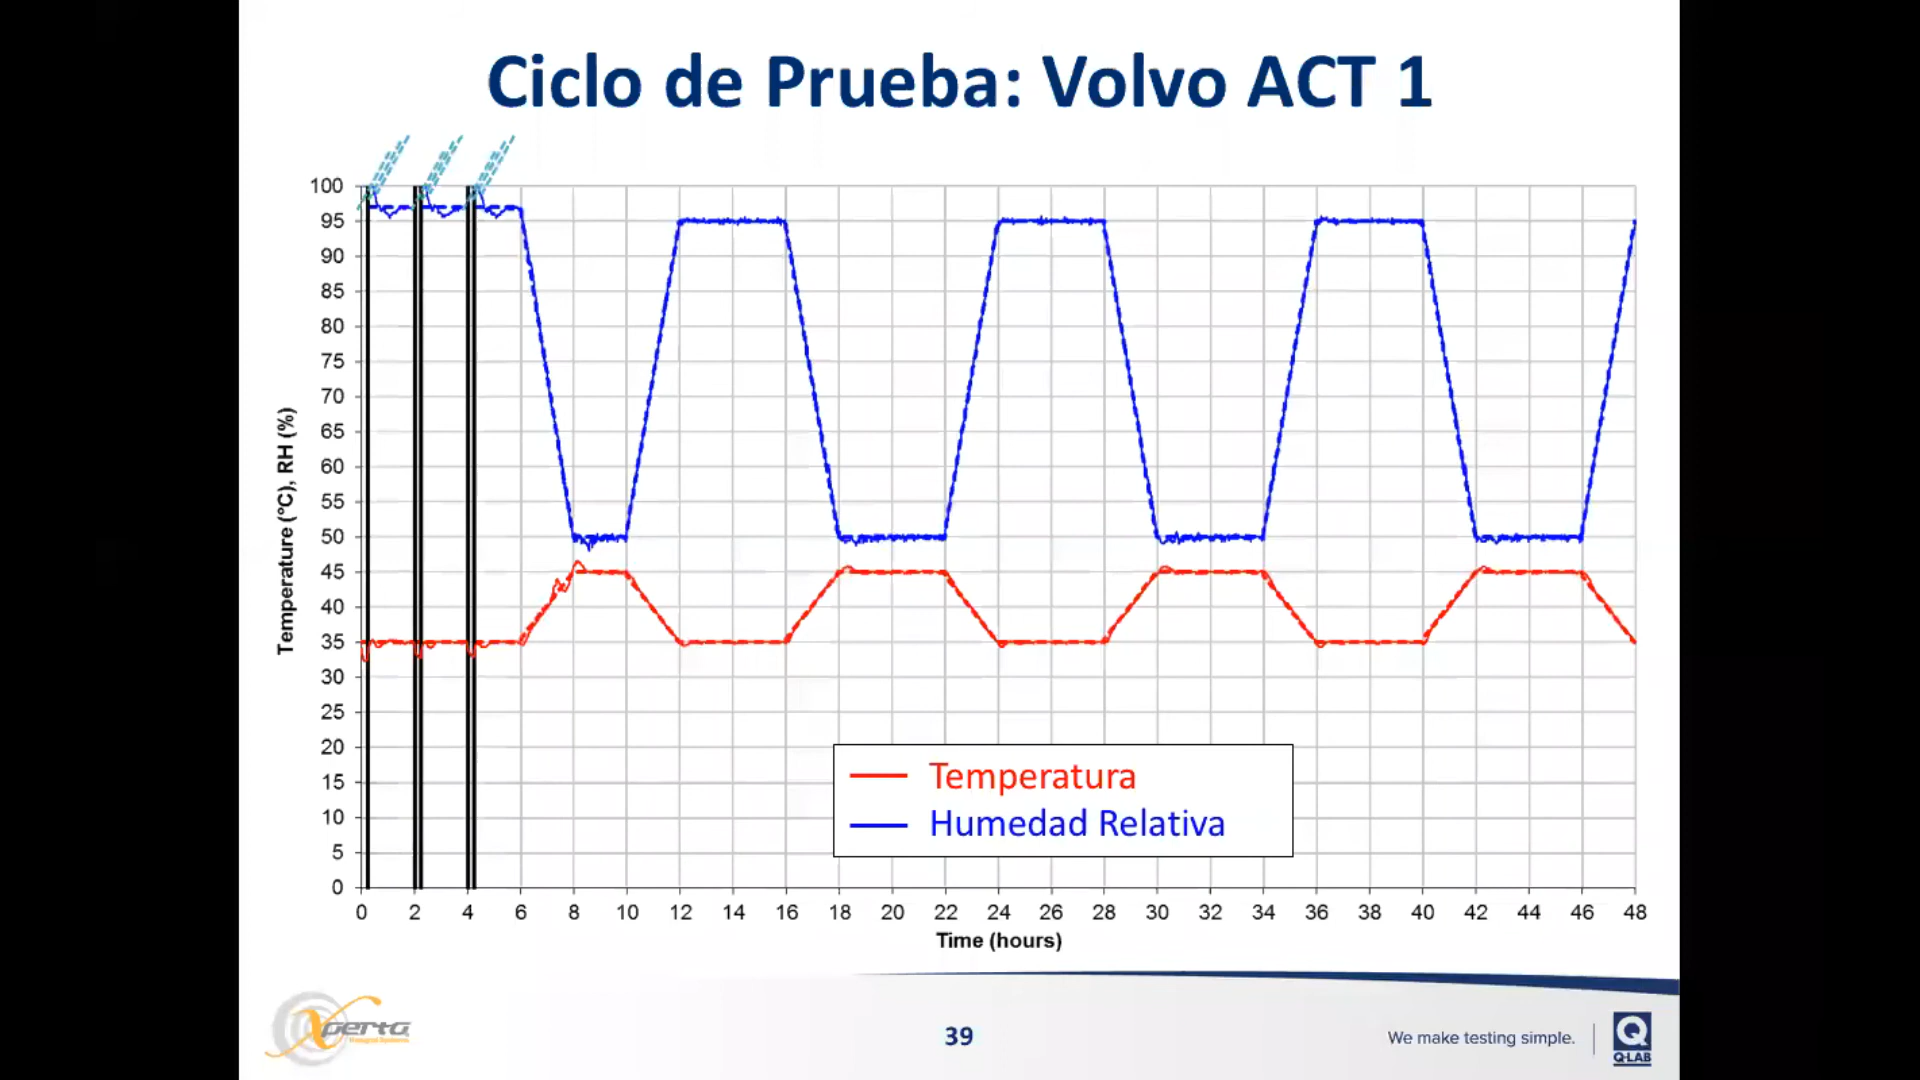 Ciclo de Prueba: Volvo ACT 1
100
95
90
85
80
75
70
65
60
55
50
45
40
35
30
25
20
15
10
5
0
Temperature (°C), RH (%)
Temperatura
Humedad Relativa
0 2 4 6 8 10 12 14 16 18 20 22 24 26 28 30 32 34 36 38 40 42 44 46 48
Time (hours)
Xperta
39
We make testing simple.
Q
Q-LAB